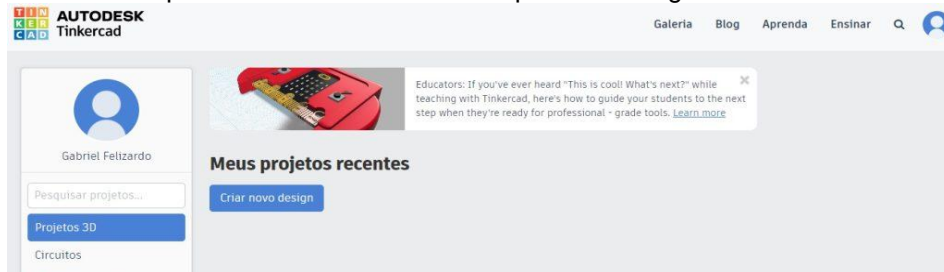 TIN
KER
CAD
AUTODESK
Tinkercad
Galeria Blog Aprenda Ensinar
Educators: If you've ever heard "This is cool! What's next?" while
teaching with Tinkercad, here's how to guide your students to the next
step when they're ready for professional - grade tools. Learn more
Gabriel Felizardo
Meus projetos recentes
Pesquisar projetos...
Criar novo design
Projetos 3D
Circuitos